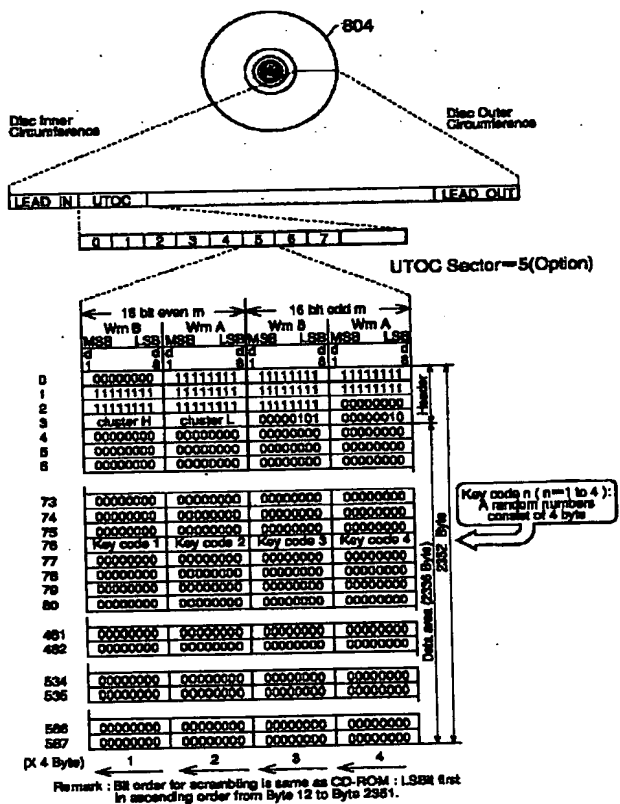 804
Disc Inner
Circumference
Disc Outer
Circumference
LEAD IN UTOC LEAD OUT
0 1 2 3 4 5 6 7
UTOC Sector=5(Option)
16 bit even m 16 bit odd m
Wm B Wm A Wm B Wm A
MSB LSB MSB LSB MSB LSB MSB LSB
d d d d d d d d
1 8 1 8 1 8 1 8
0 00000000 11111111 11111111 11111111
1 11111111 11111111 11111111 11111111
2 11111111 11111111 11111111 00000000
3 cluster H cluster L 00000101 00000010
4 00000000 00000000 00000000 00000000
5 00000000 00000000 00000000 00000000
6 00000000 00000000 00000000 00000000
73 00000000 00000000 00000000 00000000
74 00000000 00000000 00000000 00000000
75 00000000 00000000 00000000 00000000
76 Key code 1 Key code 2 Key code 3 Key code 4
77 00000000 00000000 00000000 00000000
78 00000000 00000000 00000000 00000000
79 00000000 00000000 00000000 00000000
80 00000000 00000000 00000000 00000000
481 00000000 00000000 00000000 00000000
482 00000000 00000000 00000000 00000000
534 00000000 00000000 00000000 00000000
535 00000000 00000000 00000000 00000000
586 00000000 00000000 00000000 00000000
587 00000000 00000000 00000000 00000000
(X 4 Byte) 1 2 3 4
Header
Data area (2336 Byte)
2352 Byte
Key code n ( n=1 to 4 ):
A random numbers
consist of 4 byte
Remark : Bit order for scrambling is same as CD-ROM : LSBit first
in ascending order from Byte 12 to Byte 2351.